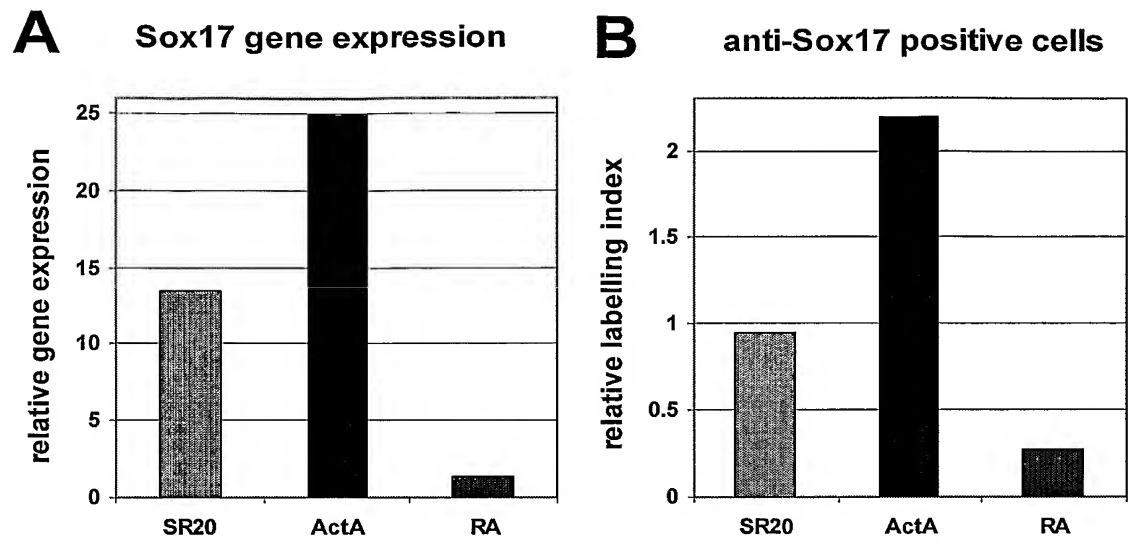 A
Sox17 gene expression
relative gene expression
25
20
15
10
5
0
SR20
ActA
RA
B
anti-Sox17 positive cells
relative labelling index
2
1.5
1
0.5
0
SR20
ActA
RA